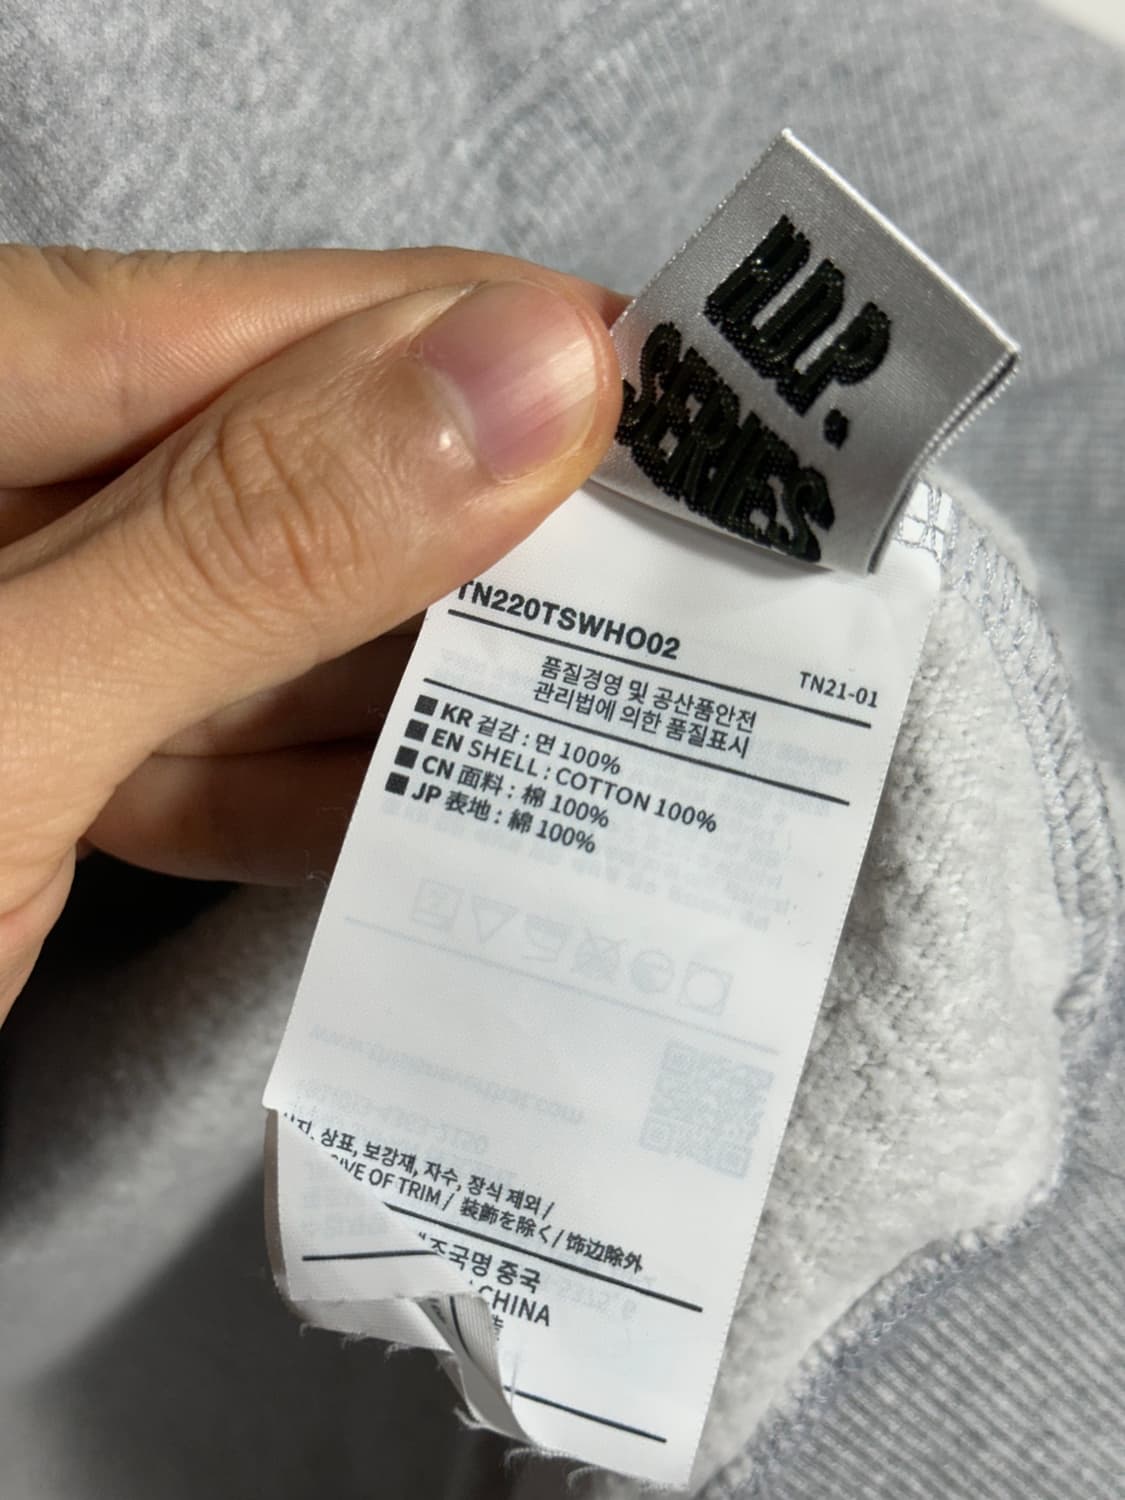 H.D.P.
SERIES
TN220TSWHO02
TN21-01
품질경영 및 공산품안전
관리법에 의한 품질표시
■ KR 겉감 : 면 100%
■ EN SHELL : COTTON 100%
■ CN 面料 : 棉 100%
■ JP 表地 : 綿 100%
www.thisisneverthat.com
상표, 보강재, 자수, 장식 제외 /
OF TRIM / 装飾を除く / 饰边除外
중국
CHINA